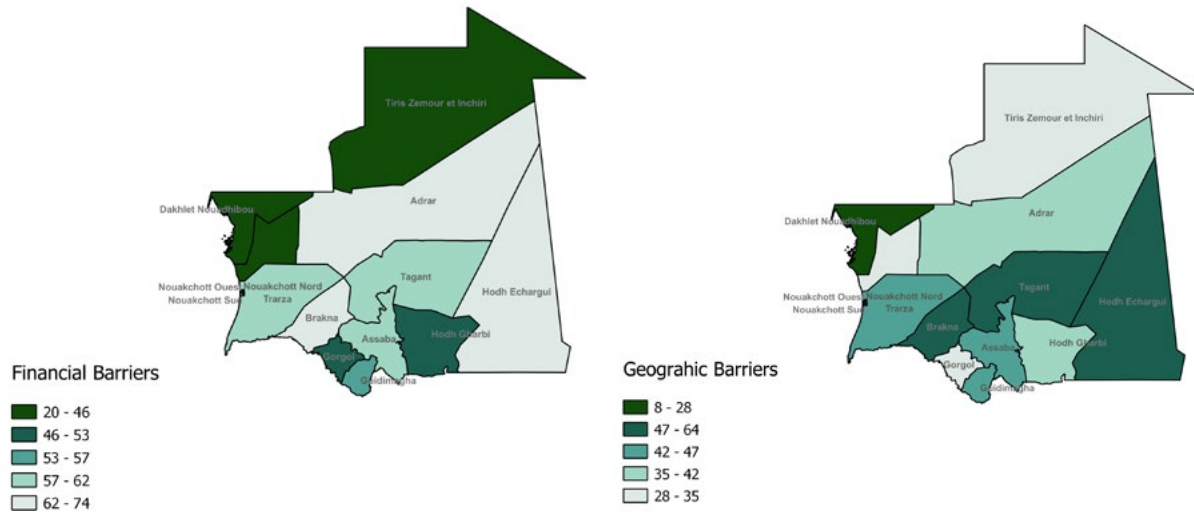 Tiris Zemour et Inchiri
Adrar
Dakhlet Nouadhibou
Nouakchott Ouest
Nouakchott Nord
Nouakchott Sud
Trarza
Tagant
Hodh Echargui
Brakna
Assaba
Hodh Gharbi
Gorgol
Guidimagha
Financial Barriers
20 - 46
46 - 53
53 - 57
57 - 62
62 - 74
Tiris Zemour et Inchiri
Adrar
Dakhlet Nouadhibou
Nouakchott Ouest
Nouakchott Nord
Nouakchott Sud
Trarza
Tagant
Hodh Echargui
Brakna
Assaba
Hodh Gharbi
Gorgol
Guidimagha
Geograhic Barriers
8 - 28
47 - 64
42 - 47
35 - 42
28 - 35